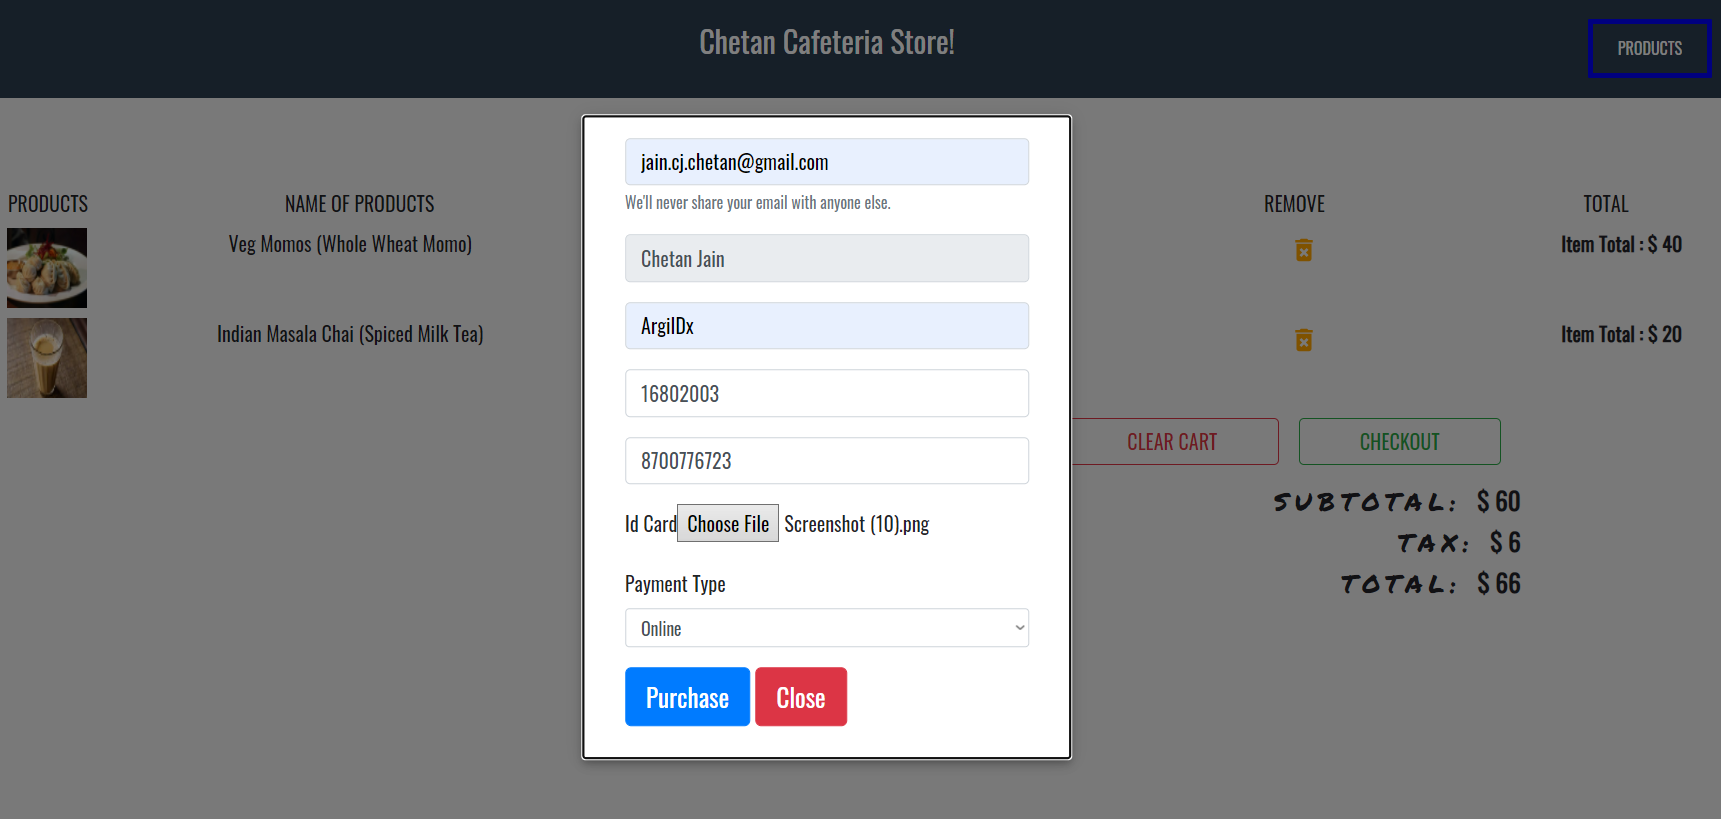 Chetan Cafeteria Store!
PRODUCTS
jain.cj.chetan@gmail.com
We'll never share your email with anyone else.
Chetan Jain
ArgilDx
16802003
8700776723
Id Card Choose File Screenshot (10).png
Payment Type
Online
Purchase Close
PRODUCTS NAME OF PRODUCTS REMOVE TOTAL
Veg Momos (Whole Wheat Momo) Item Total : $ 40
Indian Masala Chai (Spiced Milk Tea) Item Total : $ 20
CLEAR CART CHECKOUT
SUBTOTAL: $ 60
TAX: $ 6
TOTAL: $ 66